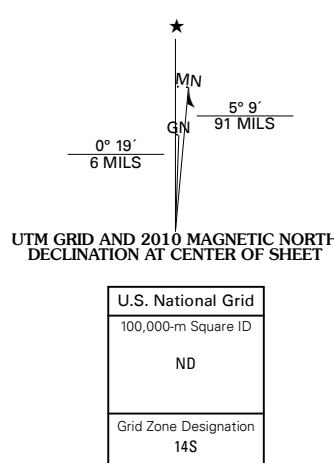 ★
MN
GN
5° 9´
91 MILS
0° 19´
6 MILS
UTM GRID AND 2010 MAGNETIC NORTH
DECLINATION AT CENTER OF SHEET
U.S. National Grid
100,000-m Square ID
ND
Grid Zone Designation
14S